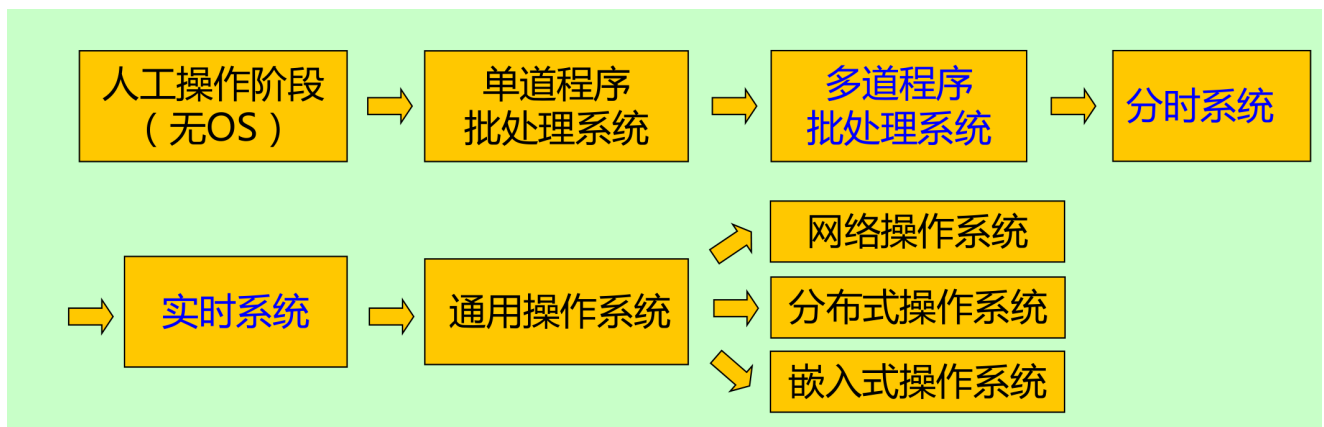 人工操作阶段
（无OS）
单道程序
批处理系统
多道程序
批处理系统
分时系统
实时系统
通用操作系统
网络操作系统
分布式操作系统
嵌入式操作系统